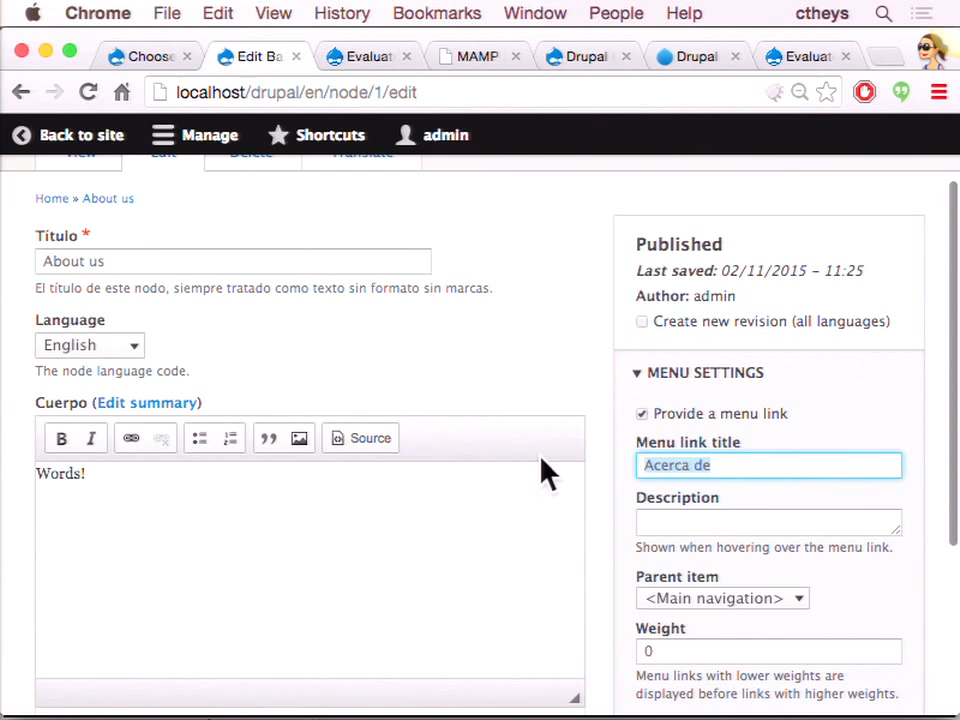 Chrome File Edit View History Bookmarks Window People Help ctheys
Choose Edit Ba Evaluat MAMP Drupal Drupal Evaluat
localhost/drupal/en/node/1/edit
Back to site Manage Shortcuts admin
View Edit Delete Translate
Home » About us
Título *
About us
El título de este nodo, siempre tratado como texto sin formato sin marcas.
Language
English
The node language code.
Cuerpo (Edit summary)
B I Source
Words!
Published
Last saved: 02/11/2015 - 11:25
Author: admin
Create new revision (all languages)
MENU SETTINGS
Provide a menu link
Menu link title
Acerca de
Description
Shown when hovering over the menu link.
Parent item
<Main navigation>
Weight
0
Menu links with lower weights are
displayed before links with higher weights.